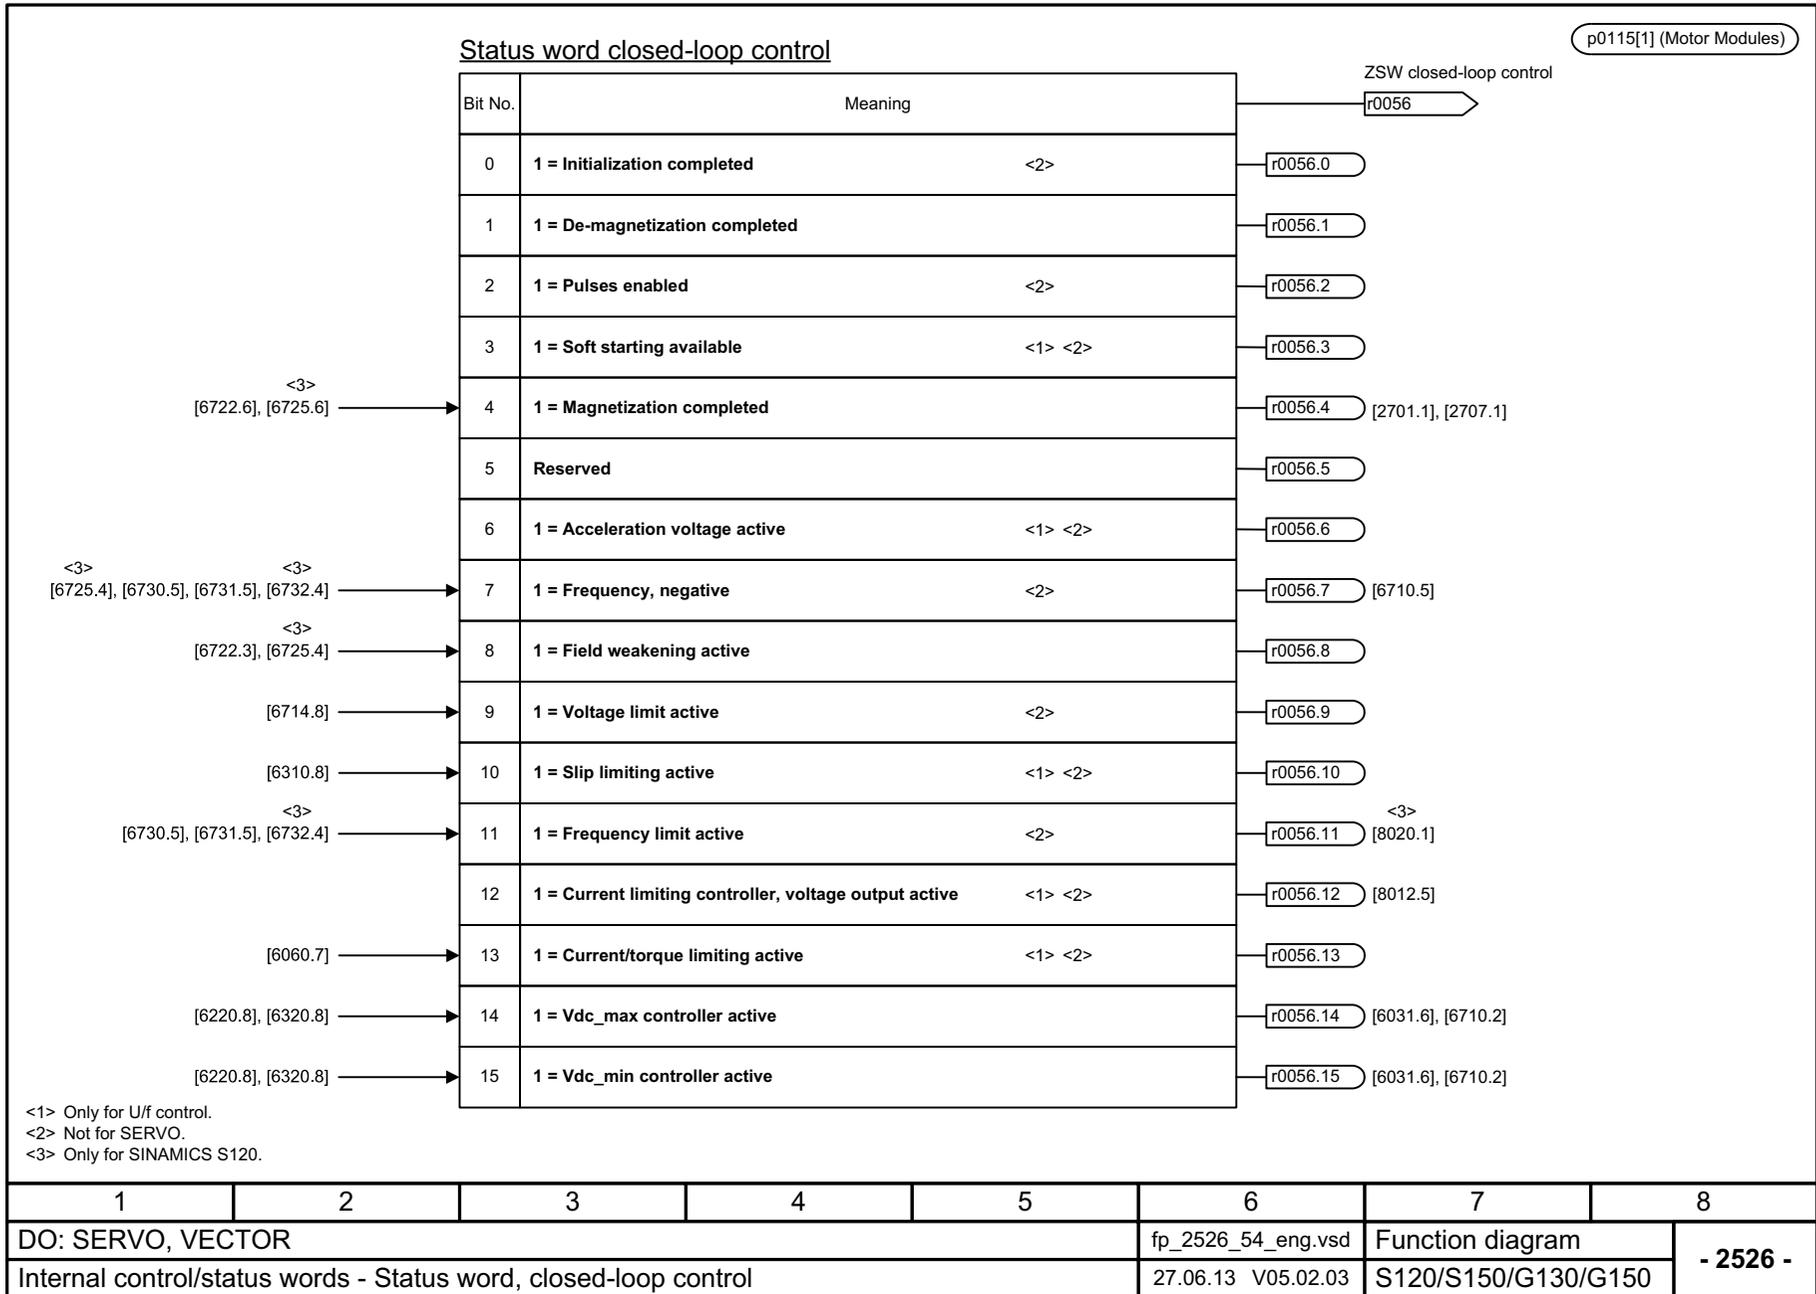 Status word closed-loop control
p0115[1] (Motor Modules)
ZSW closed-loop control
Bit No. Meaning r0056
0 1 = Initialization completed <2> r0056.0
1 1 = De-magnetization completed r0056.1
2 1 = Pulses enabled <2> r0056.2
3 1 = Soft starting available <1> <2> r0056.3
<3>
[6722.6], [6725.6] 4 1 = Magnetization completed r0056.4 [2701.1], [2707.1]
5 Reserved r0056.5
6 1 = Acceleration voltage active <1> <2> r0056.6
<3> <3>
[6725.4], [6730.5], [6731.5], [6732.4] 7 1 = Frequency, negative <2> r0056.7 [6710.5]
<3>
[6722.3], [6725.4] 8 1 = Field weakening active r0056.8
[6714.8] 9 1 = Voltage limit active <2> r0056.9
[6310.8] 10 1 = Slip limiting active <1> <2> r0056.10
<3> <3>
[6730.5], [6731.5], [6732.4] 11 1 = Frequency limit active <2> r0056.11 [8020.1]
12 1 = Current limiting controller, voltage output active <1> <2> r0056.12 [8012.5]
[6060.7] 13 1 = Current/torque limiting active <1> <2> r0056.13
[6220.8], [6320.8] 14 1 = Vdc_max controller active r0056.14 [6031.6], [6710.2]
[6220.8], [6320.8] 15 1 = Vdc_min controller active r0056.15 [6031.6], [6710.2]
<1> Only for U/f control.
<2> Not for SERVO.
<3> Only for SINAMICS S120.
1 2 3 4 5 6 7 8
DO: SERVO, VECTOR fp_2526_54_eng.vsd Function diagram
- 2526 -
Internal control/status words - Status word, closed-loop control 27.06.13 V05.02.03 S120/S150/G130/G150